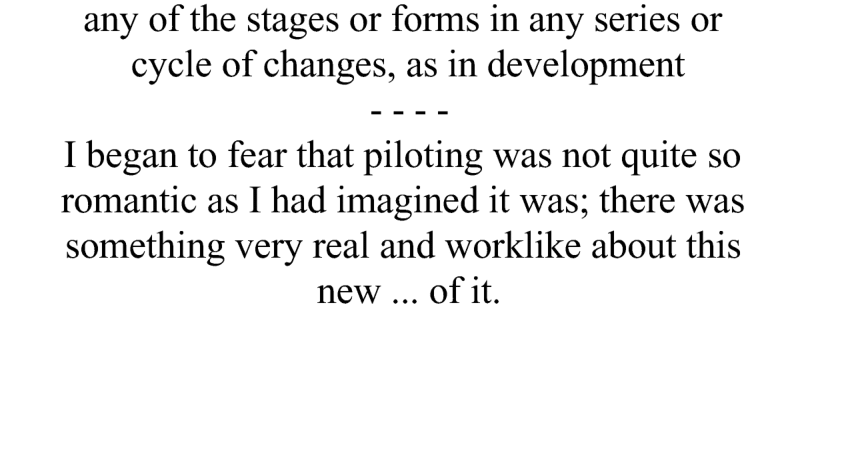 any of the stages or forms in any series or
cycle of changes, as in development
- - - -
I began to fear that piloting was not quite so
romantic as I had imagined it was; there was
something very real and worklike about this
new ... of it.